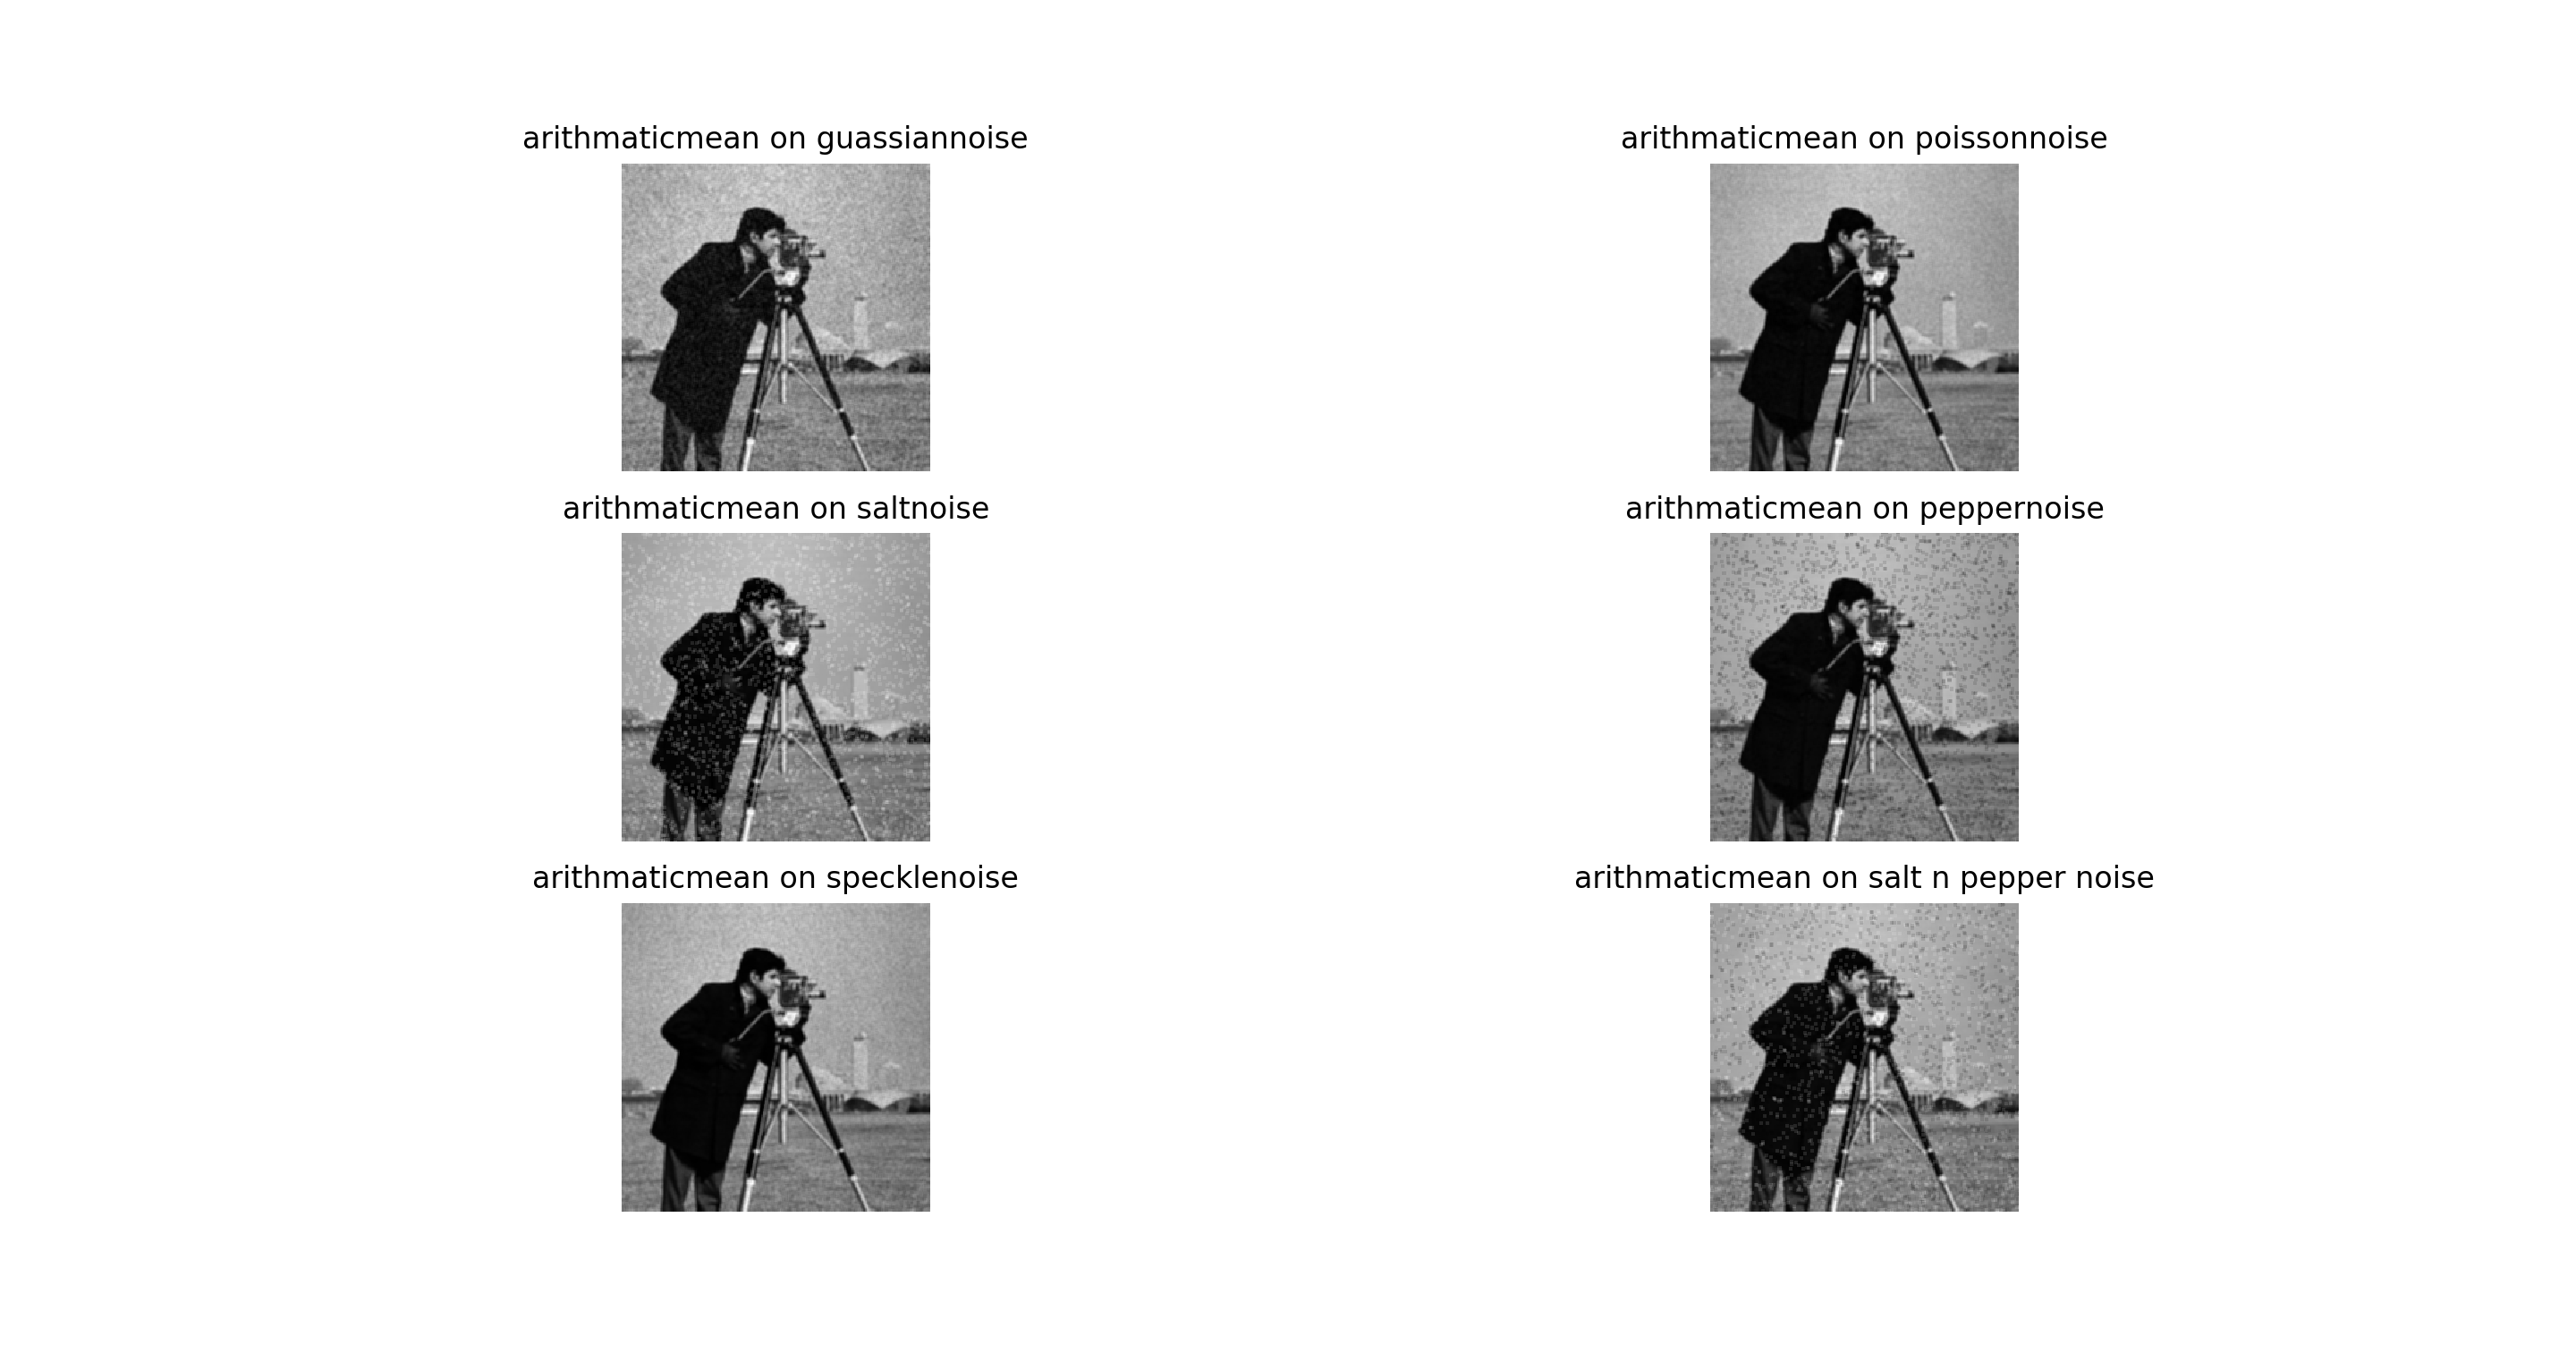 arithmaticmean on guassiannoise
arithmaticmean on poissonnoise
arithmaticmean on saltnoise
arithmaticmean on peppernoise
arithmaticmean on specklenoise
arithmaticmean on salt n pepper noise